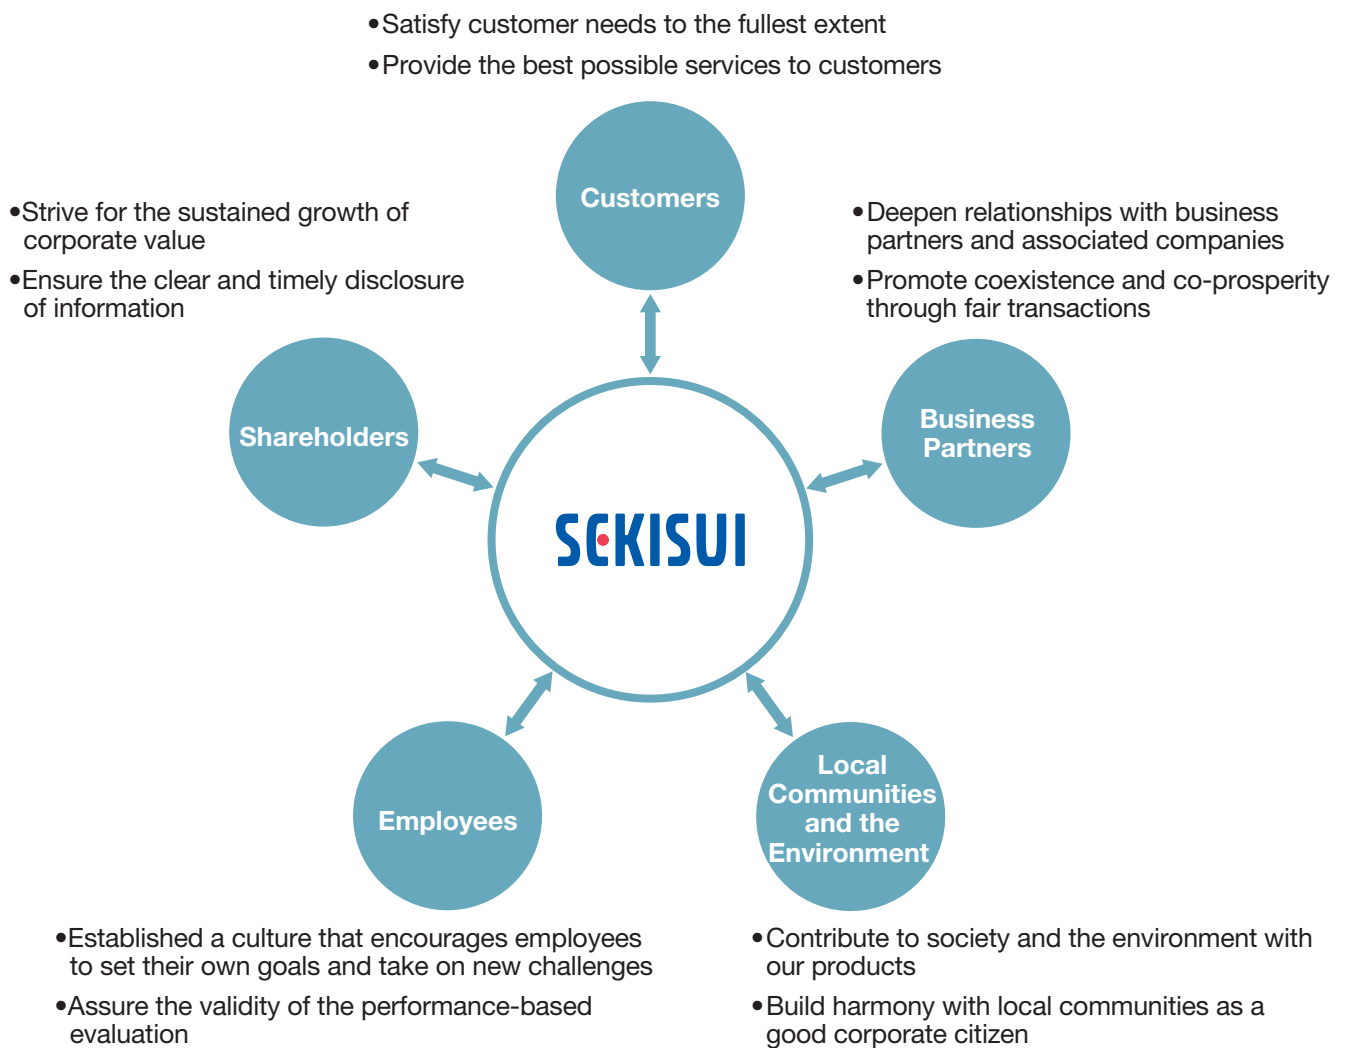 •Satisfy customer needs to the fullest extent
•Provide the best possible services to customers
Customers
•Strive for the sustained growth of
corporate value
•Ensure the clear and timely disclosure
of information
Shareholders
•Deepen relationships with business
partners and associated companies
•Promote coexistence and co-prosperity
through fair transactions
Business
Partners
SEKISUI
Employees
•Established a culture that encourages employees
to set their own goals and take on new challenges
•Assure the validity of the performance-based
evaluation
Local
Communities
and the
Environment
•Contribute to society and the environment with
our products
•Build harmony with local communities as a
good corporate citizen